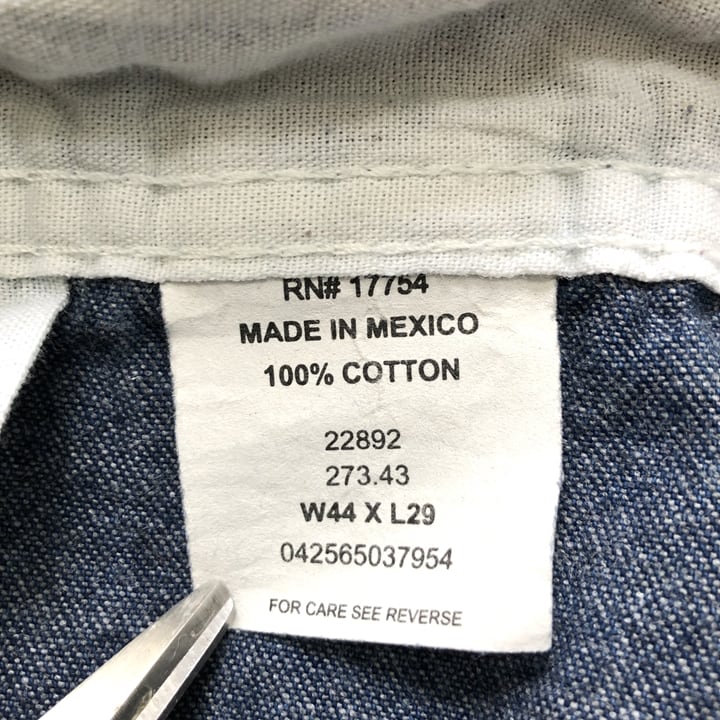 RN# 17754
MADE IN MEXICO
100% COTTON
22892
273.43
W44 X L29
042565037954
FOR CARE SEE REVERSE